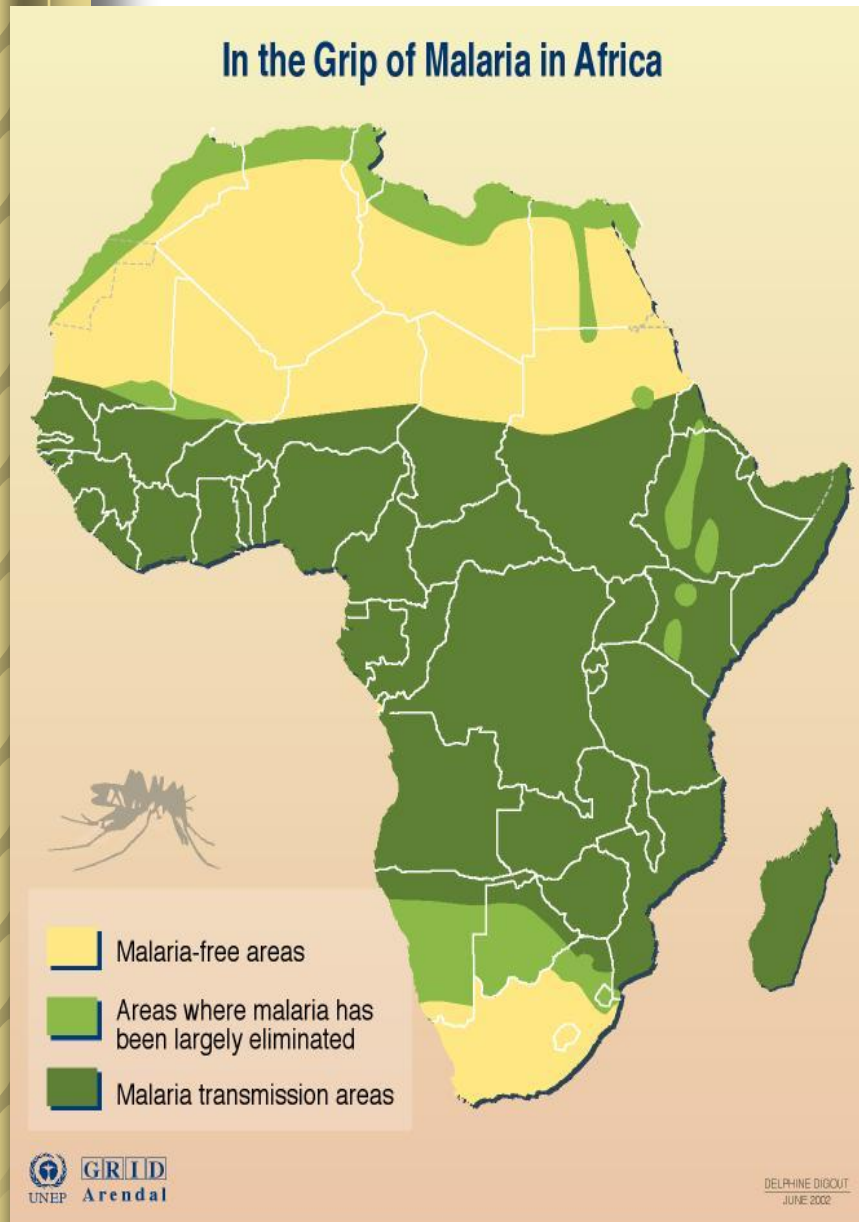 In the Grip of Malaria in Africa
Malaria-free areas
Areas where malaria has
been largely eliminated
Malaria transmission areas
UNEP
GRID
Arendal
DELPHINE DIGOUT
JUNE 2002